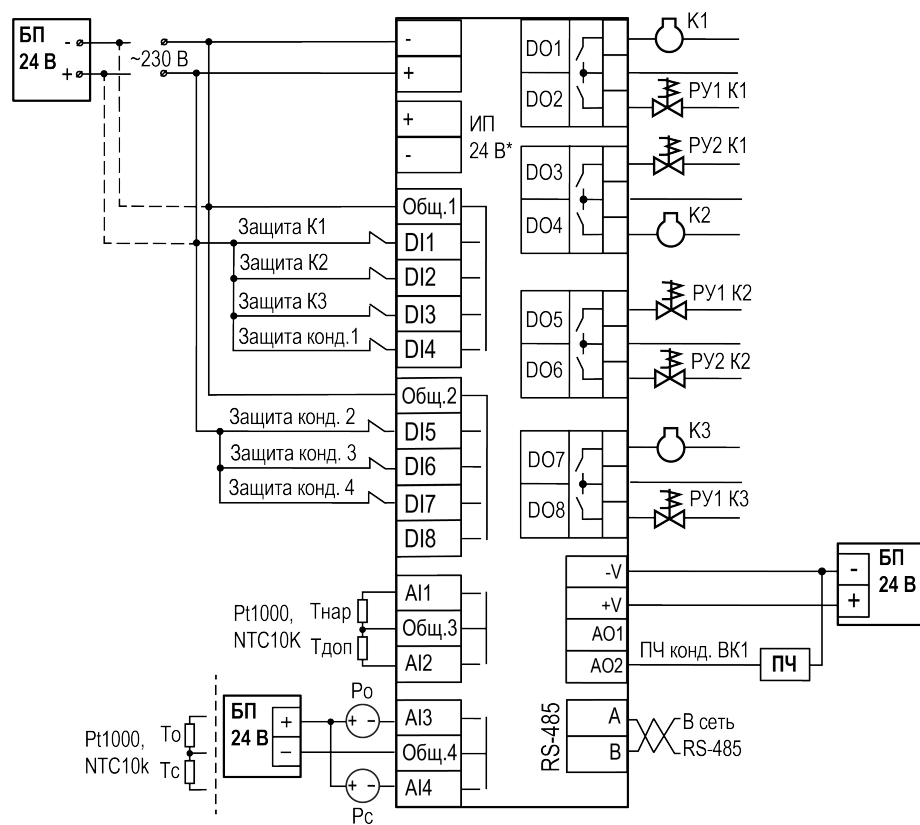 БП
24 В
-
+
~230 В
-
+
+
-
ИП
24 В*
Общ.1
Защита К1
DI1
Защита К2
DI2
Защита К3
DI3
Защита конд.1
DI4
Общ.2
Защита конд. 2
DI5
Защита конд. 3
DI6
Защита конд. 4
DI7
DI8
Pt1000,
NTC10K
Тнар
Тдоп
AI1
Общ.3
AI2
Pt1000,
NTC10k
То
Тс
БП
24 В
+
–
Ро
+ -
Рс
+ -
AI3
Общ.4
AI4
DO1
DO2
К1
РУ1 К1
DO3
DO4
РУ2 К1
К2
DO5
DO6
РУ1 К2
РУ2 К2
DO7
DO8
К3
РУ1 К3
-V
+V
AO1
AO2
ПЧ конд. ВК1
ПЧ
-
+
БП
24 В
RS-485
A
B
В сеть
RS-485